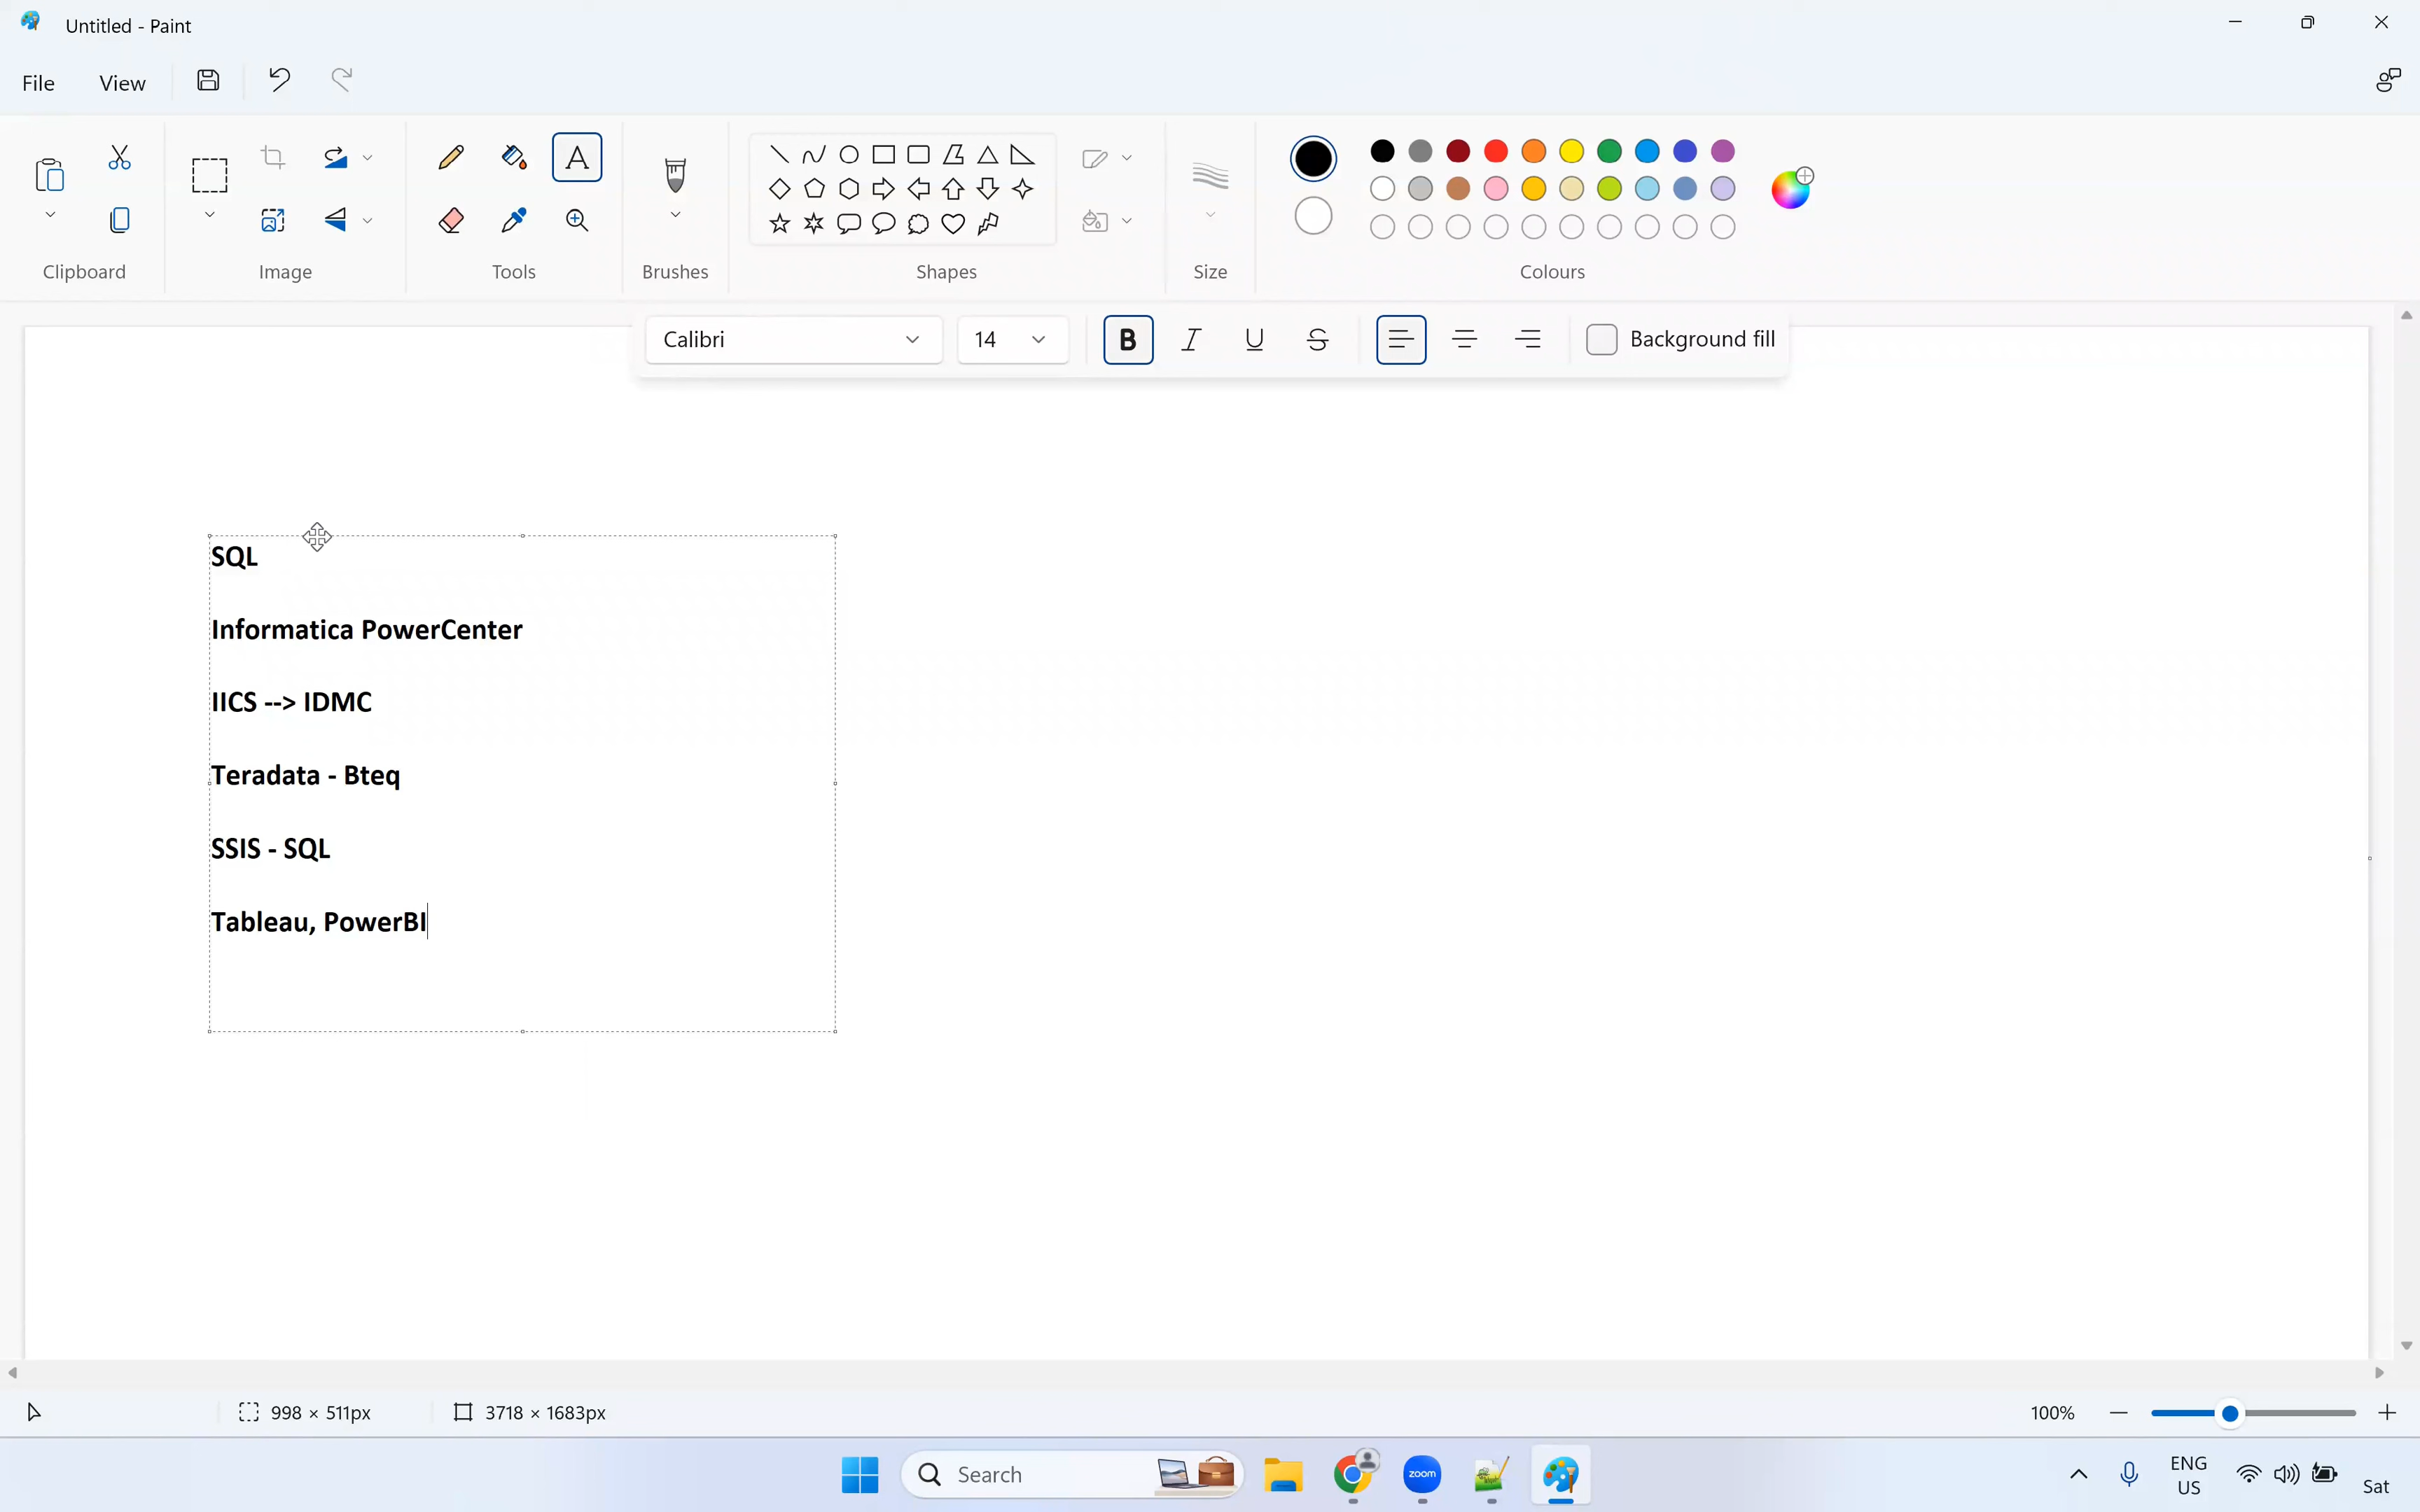 Untitled - Paint
File View
Clipboard Image Tools Brushes Shapes Size Colours
Calibri 14 B I U S Background fill
SQL
Informatica PowerCenter
IICS --> IDMC
Teradata - Bteq
SSIS - SQL
Tableau, PowerBI
998 × 511px 3718 × 1683px 100%
Search zoom ENG
US Sat